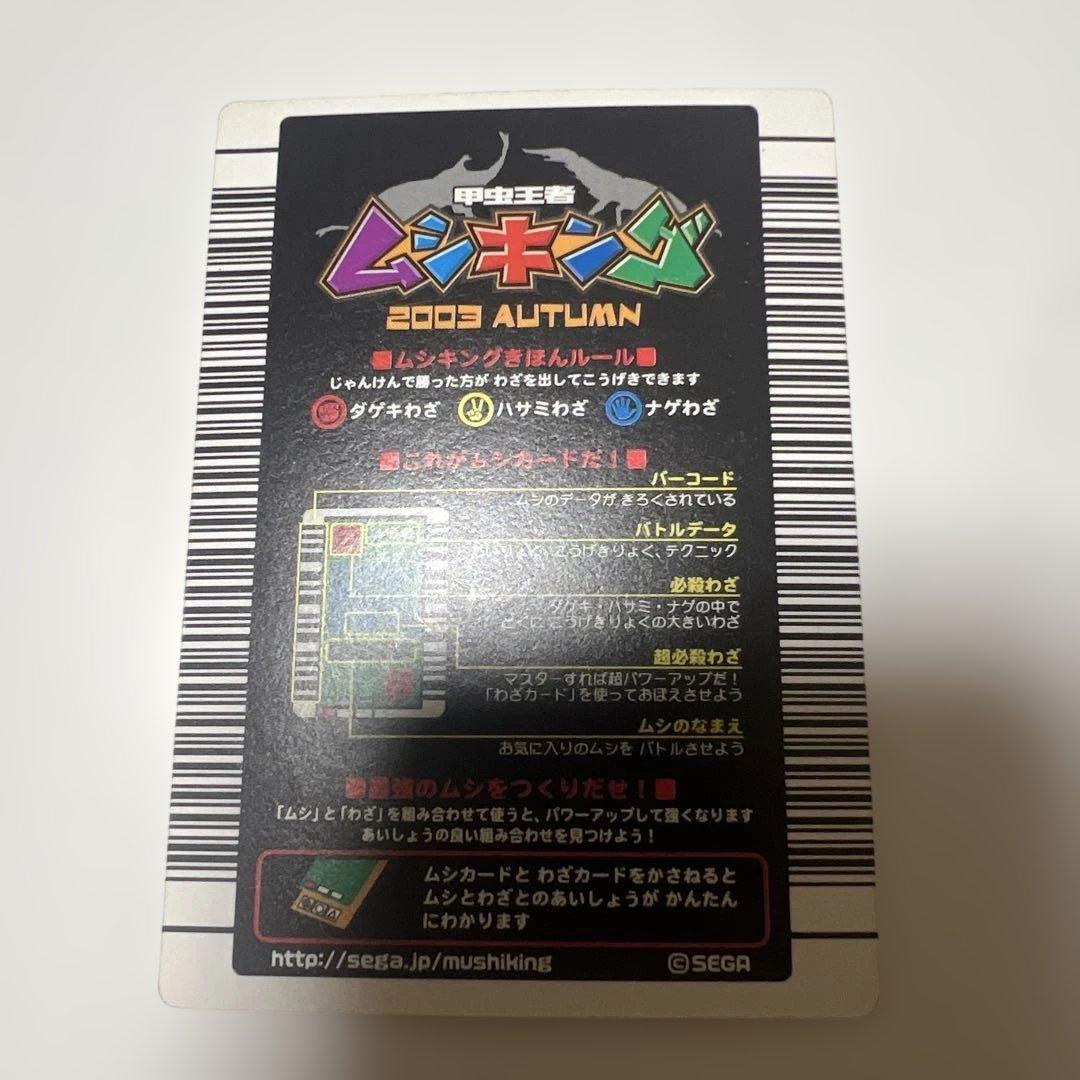 甲虫王者
ムシキング
2003 AUTUMN
■ムシキングきほんルール■
じゃんけんで勝った方が わざを出してこうげきできます
ダゲキわざ ハサミわざ ナゲわざ
■これがムシカードだ！■
バーコード
ムシのデータが きろくされている
バトルデータ
たいりょく、こうげきりょく、テクニック
必殺わざ
ダゲキ・ハサミ・ナゲの中で
とくに こうげきりょくの大きいわざ
超必殺わざ
マスターすれば超パワーアップだ！
「わざカード」を使っておぼえさせよう
ムシのなまえ
お気に入りのムシを バトルさせよう
■最強のムシをつくりだせ！■
「ムシ」と「わざ」を組み合わせて使うと、パワーアップして強くなります
あいしょうの良い組み合わせを見つけよう！
ムシカードと わざカードをかさねると
ムシとわざとのあいしょうが かんたん
にわかります
http://sega.jp/mushiking
©SEGA